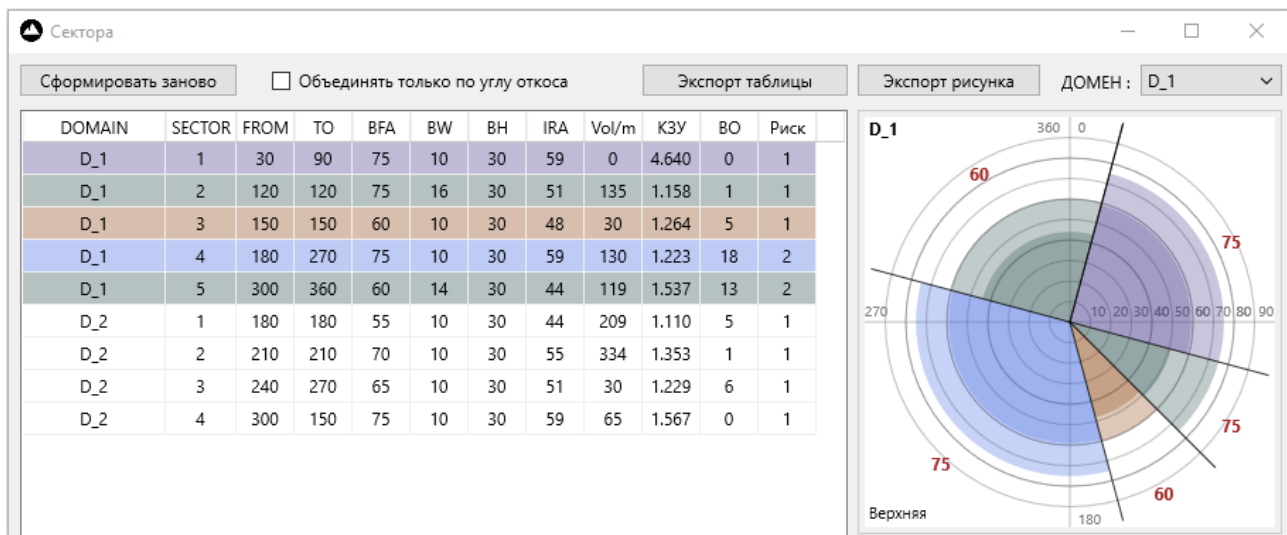 Сектора
Сформировать заново Объединять только по углу откоса Экспорт таблицы Экспорт рисунка ДОМЕН : D_1
DOMAIN SECTOR FROM TO BFA BW BH IRA Vol/m КЗУ ВО Риск
D_1 1 30 90 75 10 30 59 0 4.640 0 1
D_1 2 120 120 75 16 30 51 135 1.158 1 1
D_1 3 150 150 60 10 30 48 30 1.264 5 1
D_1 4 180 270 75 10 30 59 130 1.223 18 2
D_1 5 300 360 60 14 30 44 119 1.537 13 2
D_2 1 180 180 55 10 30 44 209 1.110 5 1
D_2 2 210 210 70 10 30 55 334 1.353 1 1
D_2 3 240 270 65 10 30 51 30 1.229 6 1
D_2 4 300 150 75 10 30 59 65 1.567 0 1
D_1 360 0
60
75
270 10 20 30 40 50 60 70 80 90
75
75
60
Верхняя 180